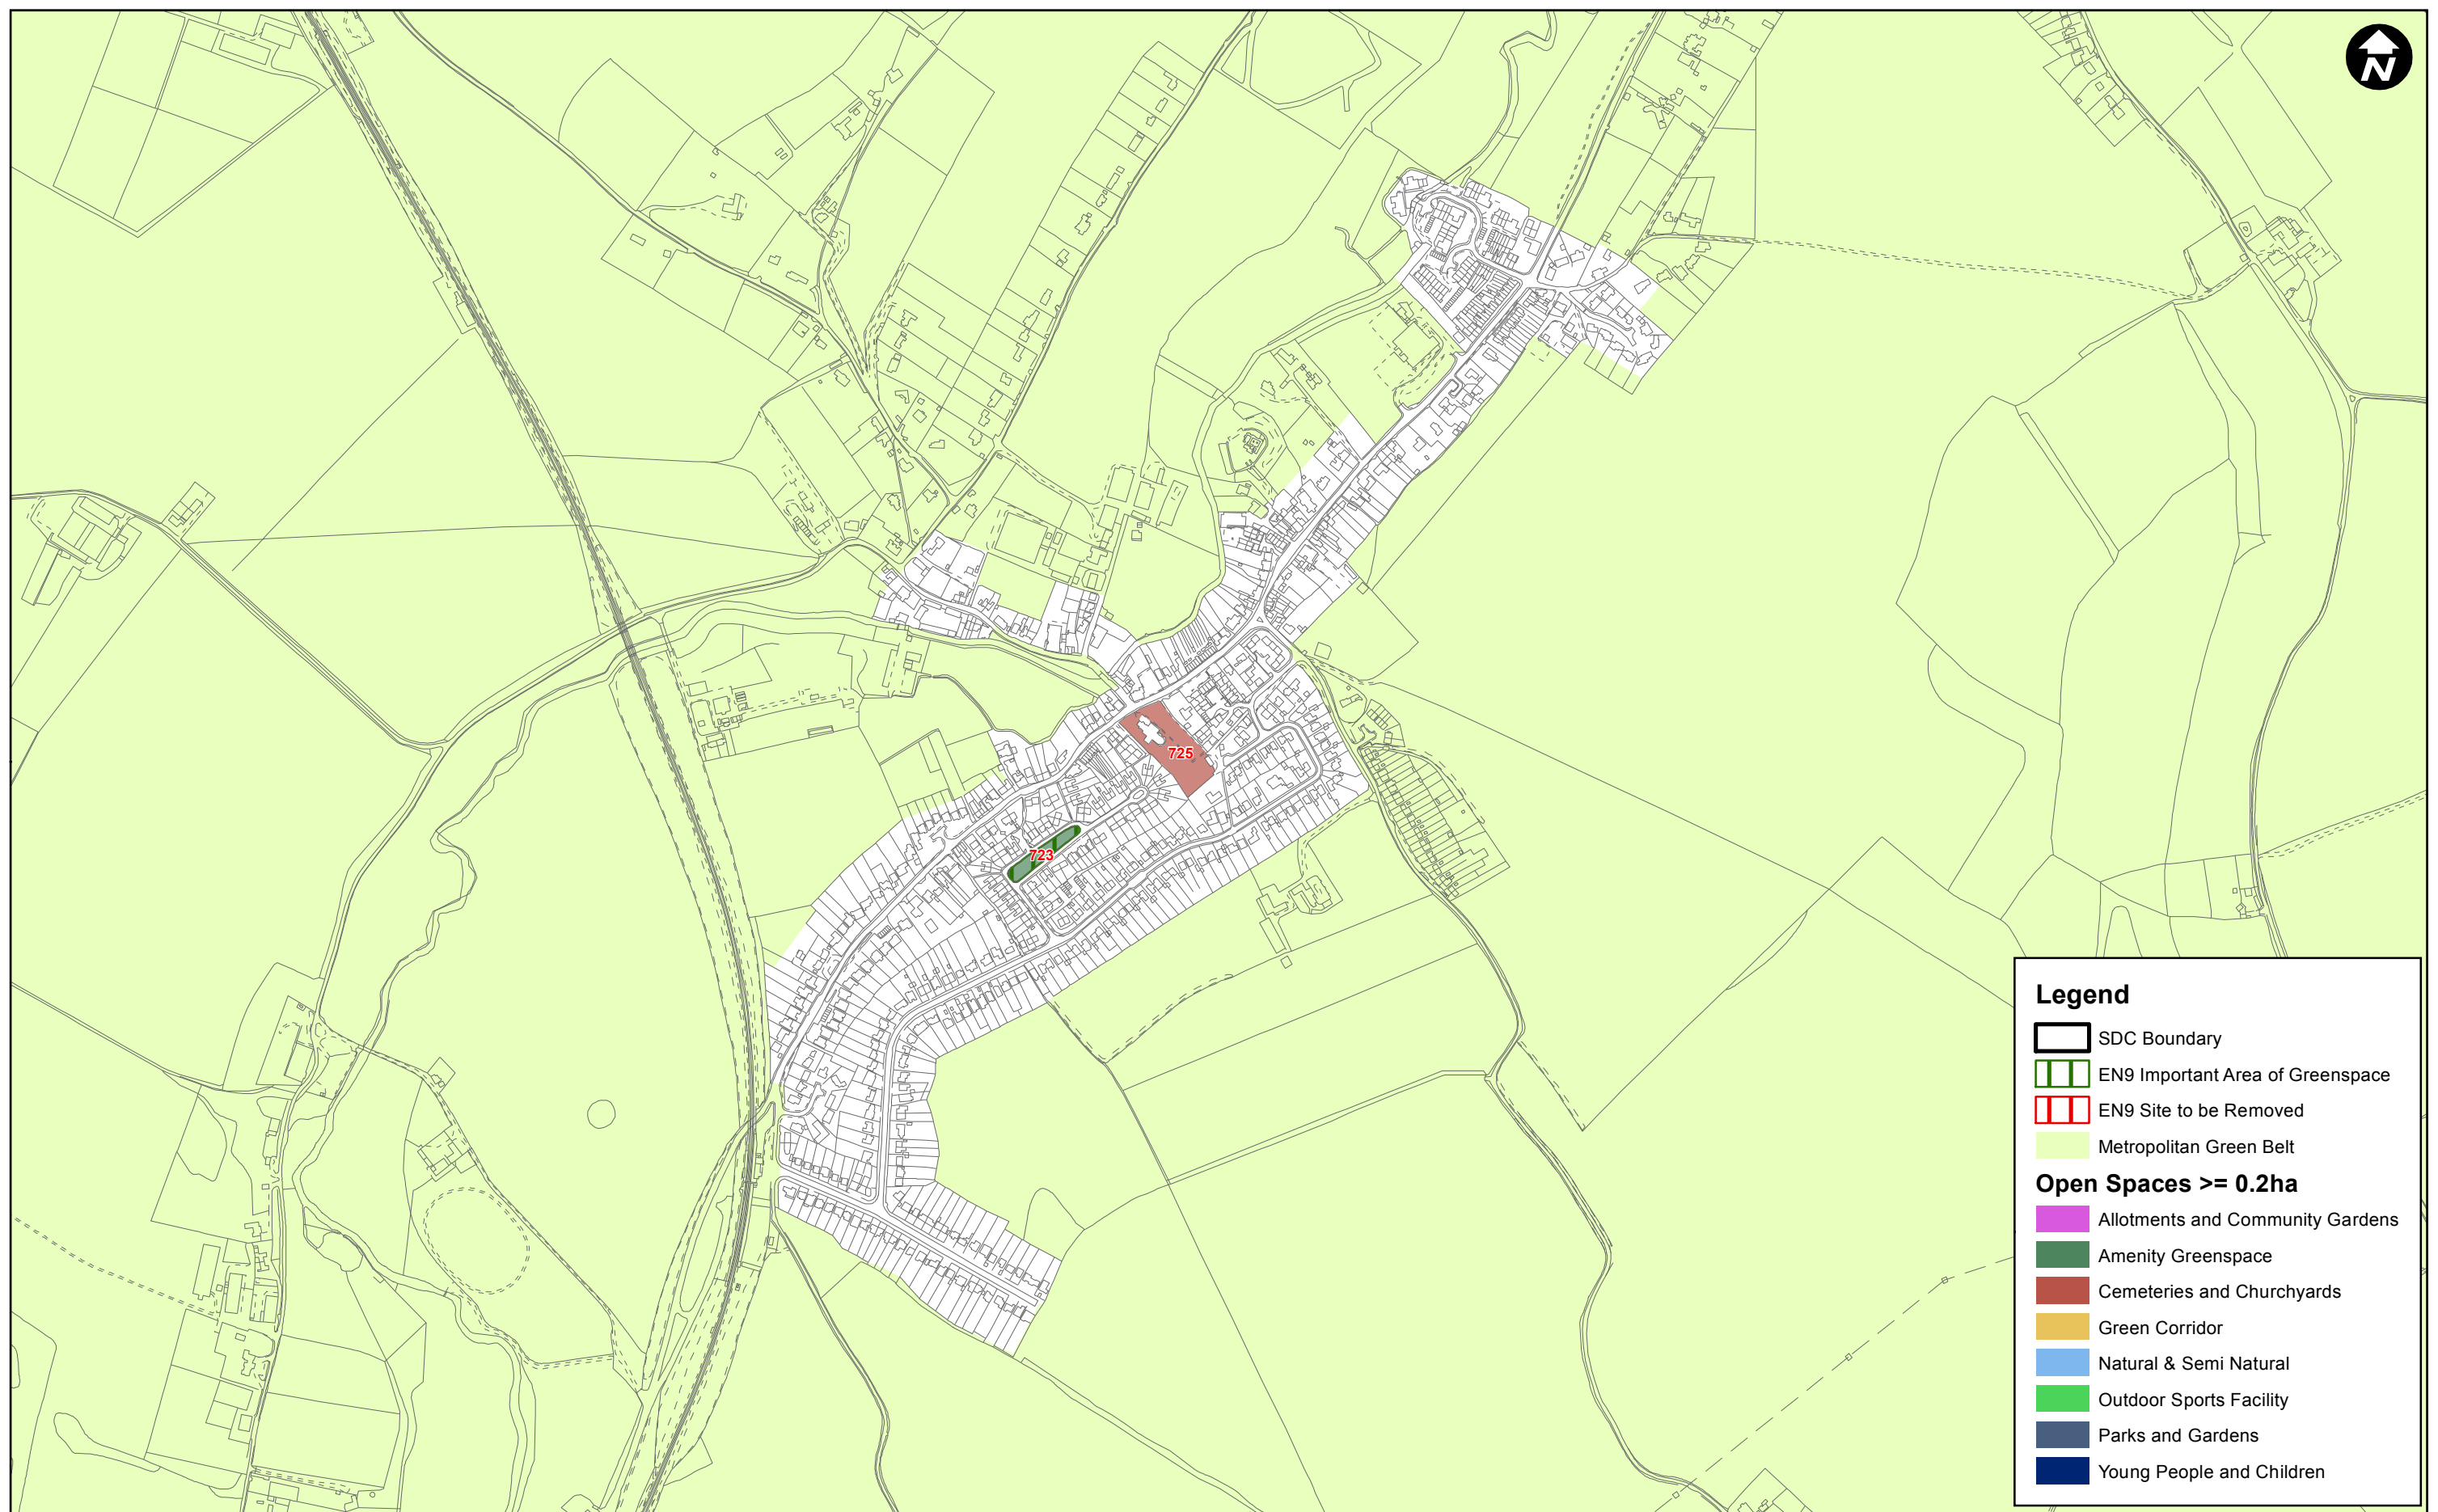 N
725
723
Legend
SDC Boundary
EN9 Important Area of Greenspace
EN9 Site to be Removed
Metropolitan Green Belt
Open Spaces >= 0.2ha
Allotments and Community Gardens
Amenity Greenspace
Cemeteries and Churchyards
Green Corridor
Natural & Semi Natural
Outdoor Sports Facility
Parks and Gardens
Young People and Children